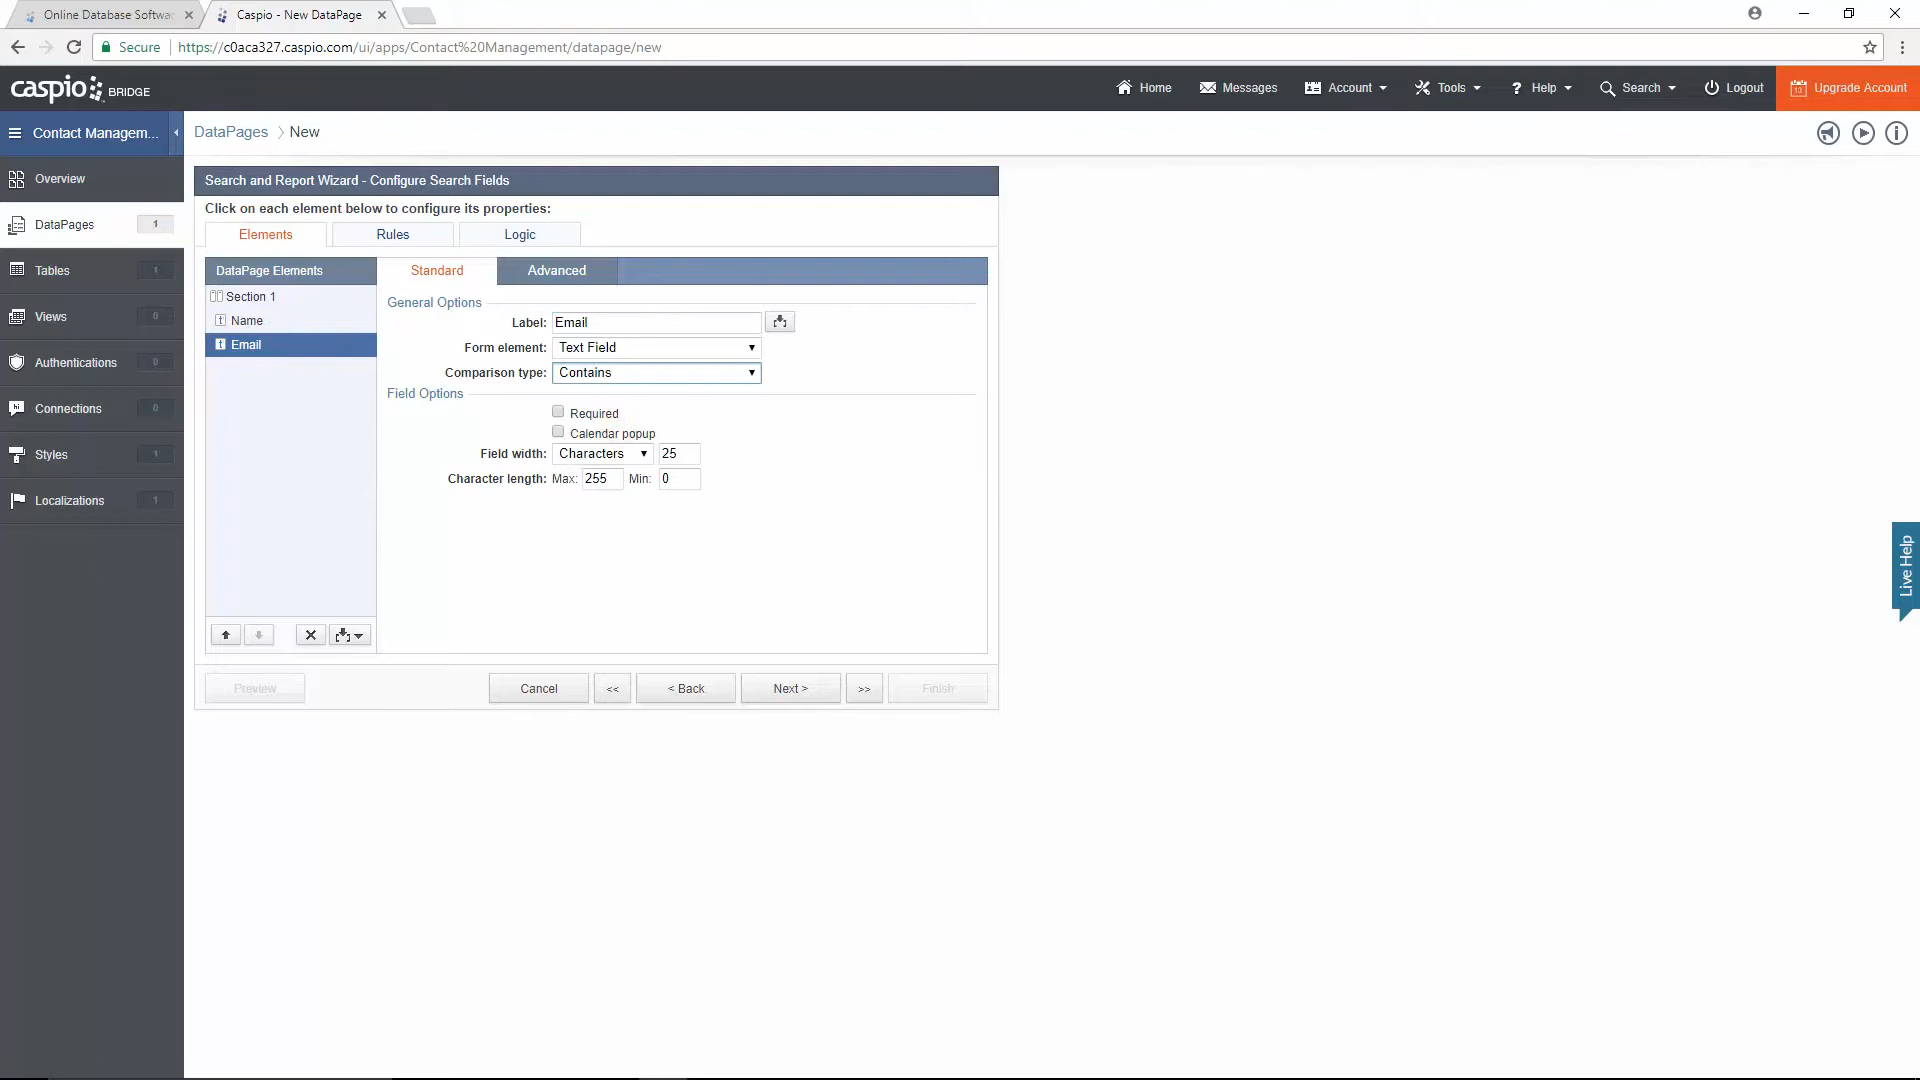 Online Database Softwa
Caspio - New DataPage
Secure
https://c0aca327.caspio.com/ui/apps/Contact%20Management/datapage/new
caspio BRIDGE
Home
Messages
Account
Tools
? Help
Search
Logout
13 Upgrade Account
Contact Managem...
DataPages
New
Overview
DataPages 1
Tables 1
Views 0
Authentications 0
Connections 0
Styles 1
Localizations 1
Search and Report Wizard - Configure Search Fields
Click on each element below to configure its properties:
Elements
Rules
Logic
DataPage Elements
Standard
Advanced
Section 1
t Name
t Email
General Options
Label: Email
Form element: Text Field
Comparison type: Contains
Field Options
Required
Calendar popup
Field width: Characters 25
Character length: Max: 255 Min: 0
Preview
Cancel
<<
< Back
Next >
>>
Finish
Live Help